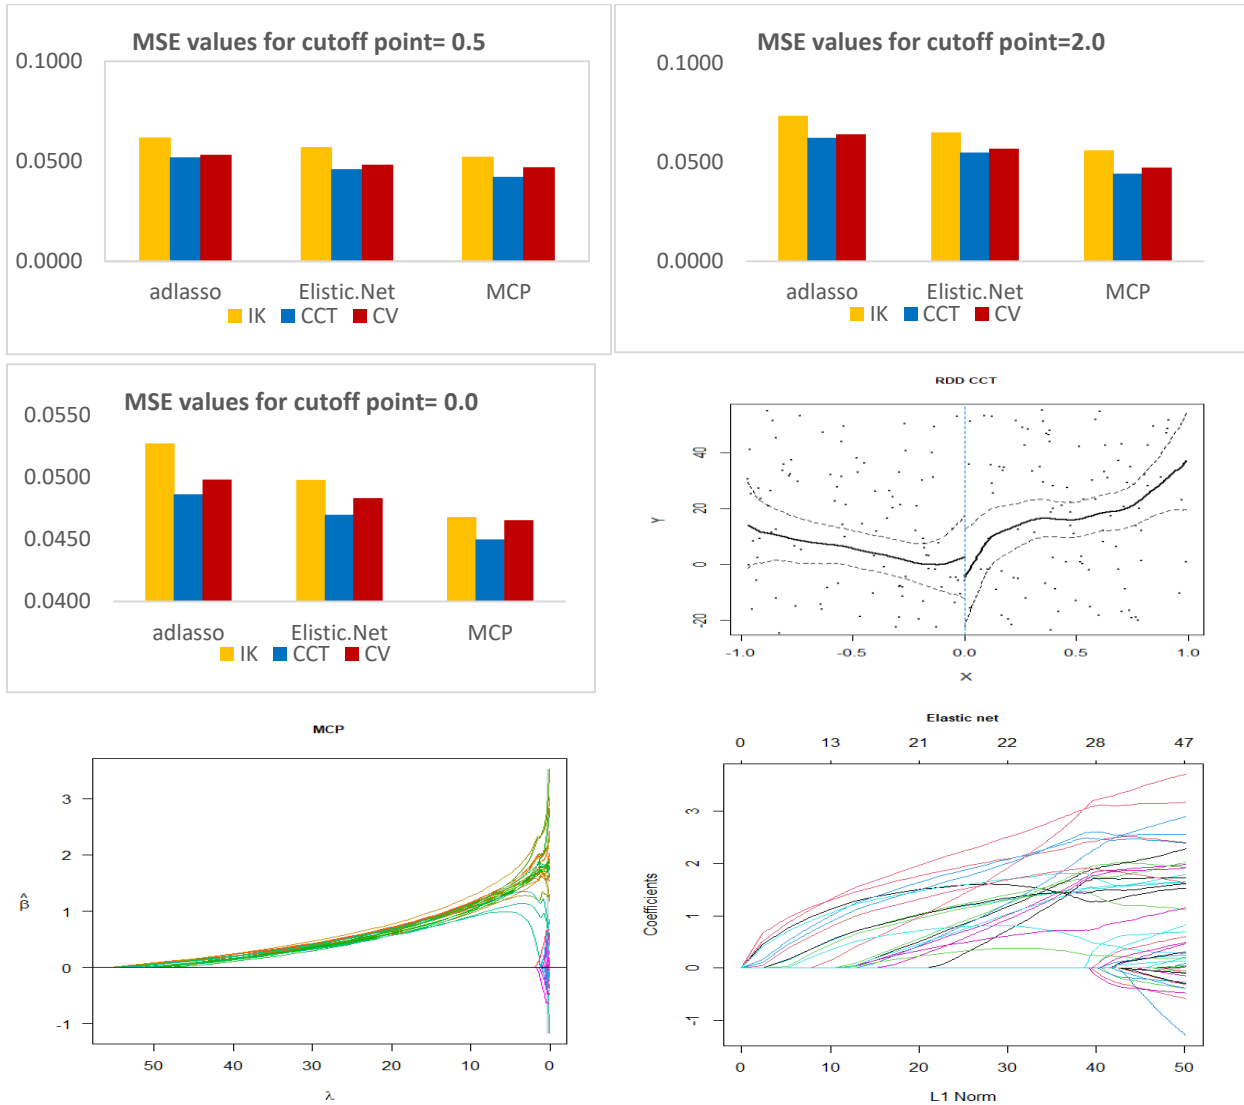 MSE values for cutoff point= 0.5
0.1000
0.0500
0.0000
adlasso Elistic.Net MCP
IK CCT CV
MSE values for cutoff point=2.0
0.1000
0.0500
0.0000
adlasso Elistic.Net MCP
IK CCT CV
MSE values for cutoff point= 0.0
0.0550
0.0500
0.0450
0.0400
adlasso Elistic.Net MCP
IK CCT CV
RDD CCT
Y
40
20
0
-20
-1.0 -0.5 0.0 0.5 1.0
X
MCP
β̂
3
2
1
0
-1
50 40 30 20 10 0
λ
Elastic net
0 13 21 22 28 47
Coefficients
3
2
1
0
-1
0 10 20 30 40 50
L1 Norm